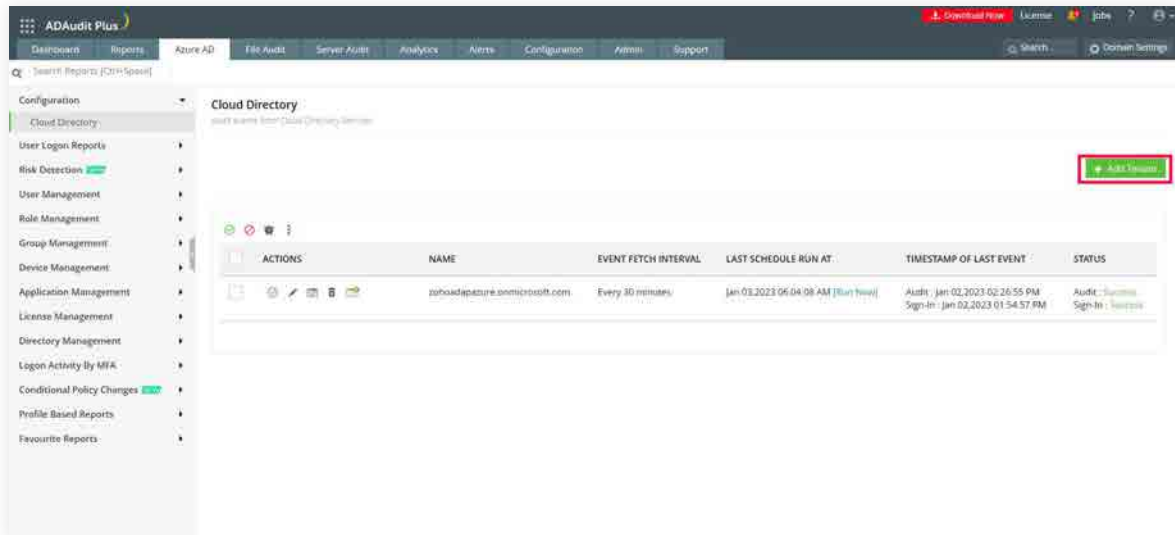 Download Now License Jobs ?
ADAudit Plus
Dashboard Reports Azure AD File Audit Server Audit Analytics Alerts Configuration Admin Support Search Domain Settings
Search Reports [Ctrl+Space]
Configuration
Cloud Directory
Cloud Directory
User Logon Reports
Risk Detection
+ Add Tenant
User Management
Role Management
Group Management
ACTIONS NAME EVENT FETCH INTERVAL LAST SCHEDULE RUN AT TIMESTAMP OF LAST EVENT STATUS
Device Management
Application Management
zohoadapazure.onmicrosoft.com Every 30 minutes Jan 03,2023 06:04:08 AM [Run Now] Audit : Jan 02,2023 02:26:55 PM Audit : Success
Sign-In : Jan 02,2023 01:54:57 PM Sign-In : Success
License Management
Directory Management
Logon Activity By MFA
Conditional Policy Changes
Profile Based Reports
Favourite Reports